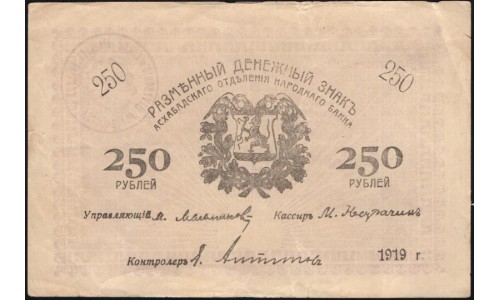 250
250
РАЗМѢННЫЙ ДЕНЕЖНЫЙ ЗНАКЪ
АСХАБАДСКАГО ОТДѢЛЕНІЯ НАРОДНАГО БАНКА
250 250
РУБЛЕЙ РУБЛЕЙ
Управляющій Кассиръ М.
Контролеръ
1919 г.